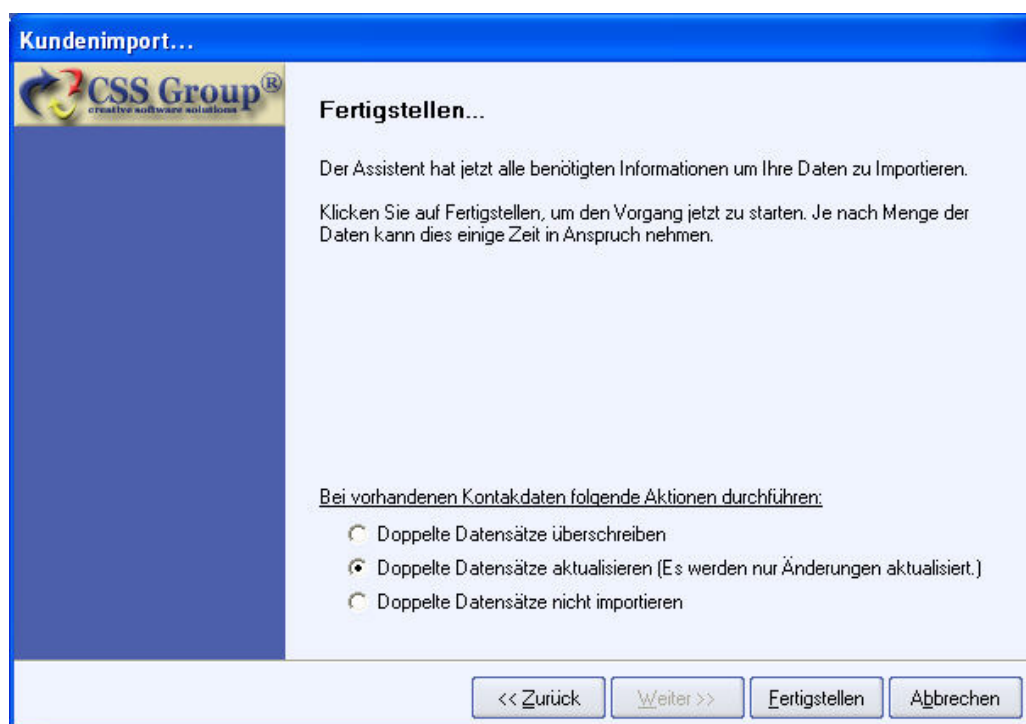 Kundenimport...
CSS Group®
creative software solutions
Fertigstellen...
Der Assistent hat jetzt alle benötigten Informationen um Ihre Daten zu Importieren.
Klicken Sie auf Fertigstellen, um den Vorgang jetzt zu starten. Je nach Menge der
Daten kann dies einige Zeit in Anspruch nehmen.
Bei vorhandenen Kontakdaten folgende Aktionen durchführen:
Doppelte Datensätze überschreiben
Doppelte Datensätze aktualisieren (Es werden nur Änderungen aktualisiert.)
Doppelte Datensätze nicht importieren
<< Zurück Weiter >> Fertigstellen Abbrechen